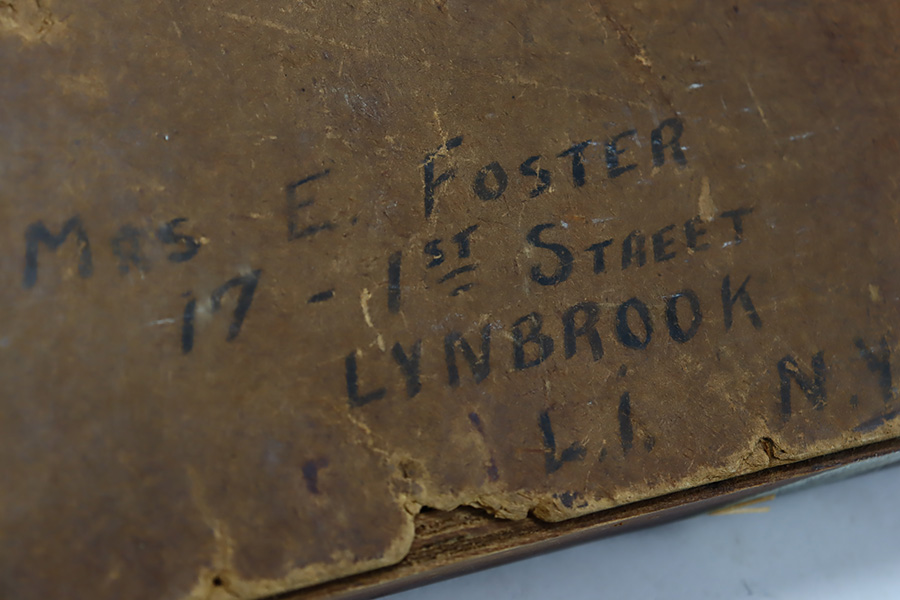 Mrs E. Foster
17 - 1st Street
Lynbrook
L.I N.Y